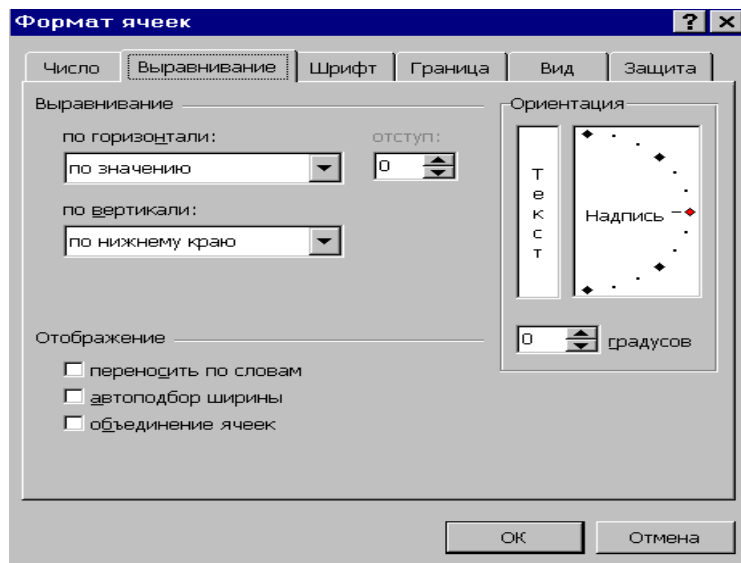 Формат ячеек
Число Выравнивание Шрифт Граница Вид Защита
Выравнивание
по горизонтали: отступ:
по значению 0
по вертикали:
по нижнему краю
Ориентация
Текст
Надпись
0 градусов
Отображение
переносить по словам
автоподбор ширины
объединение ячеек
ОК Отмена